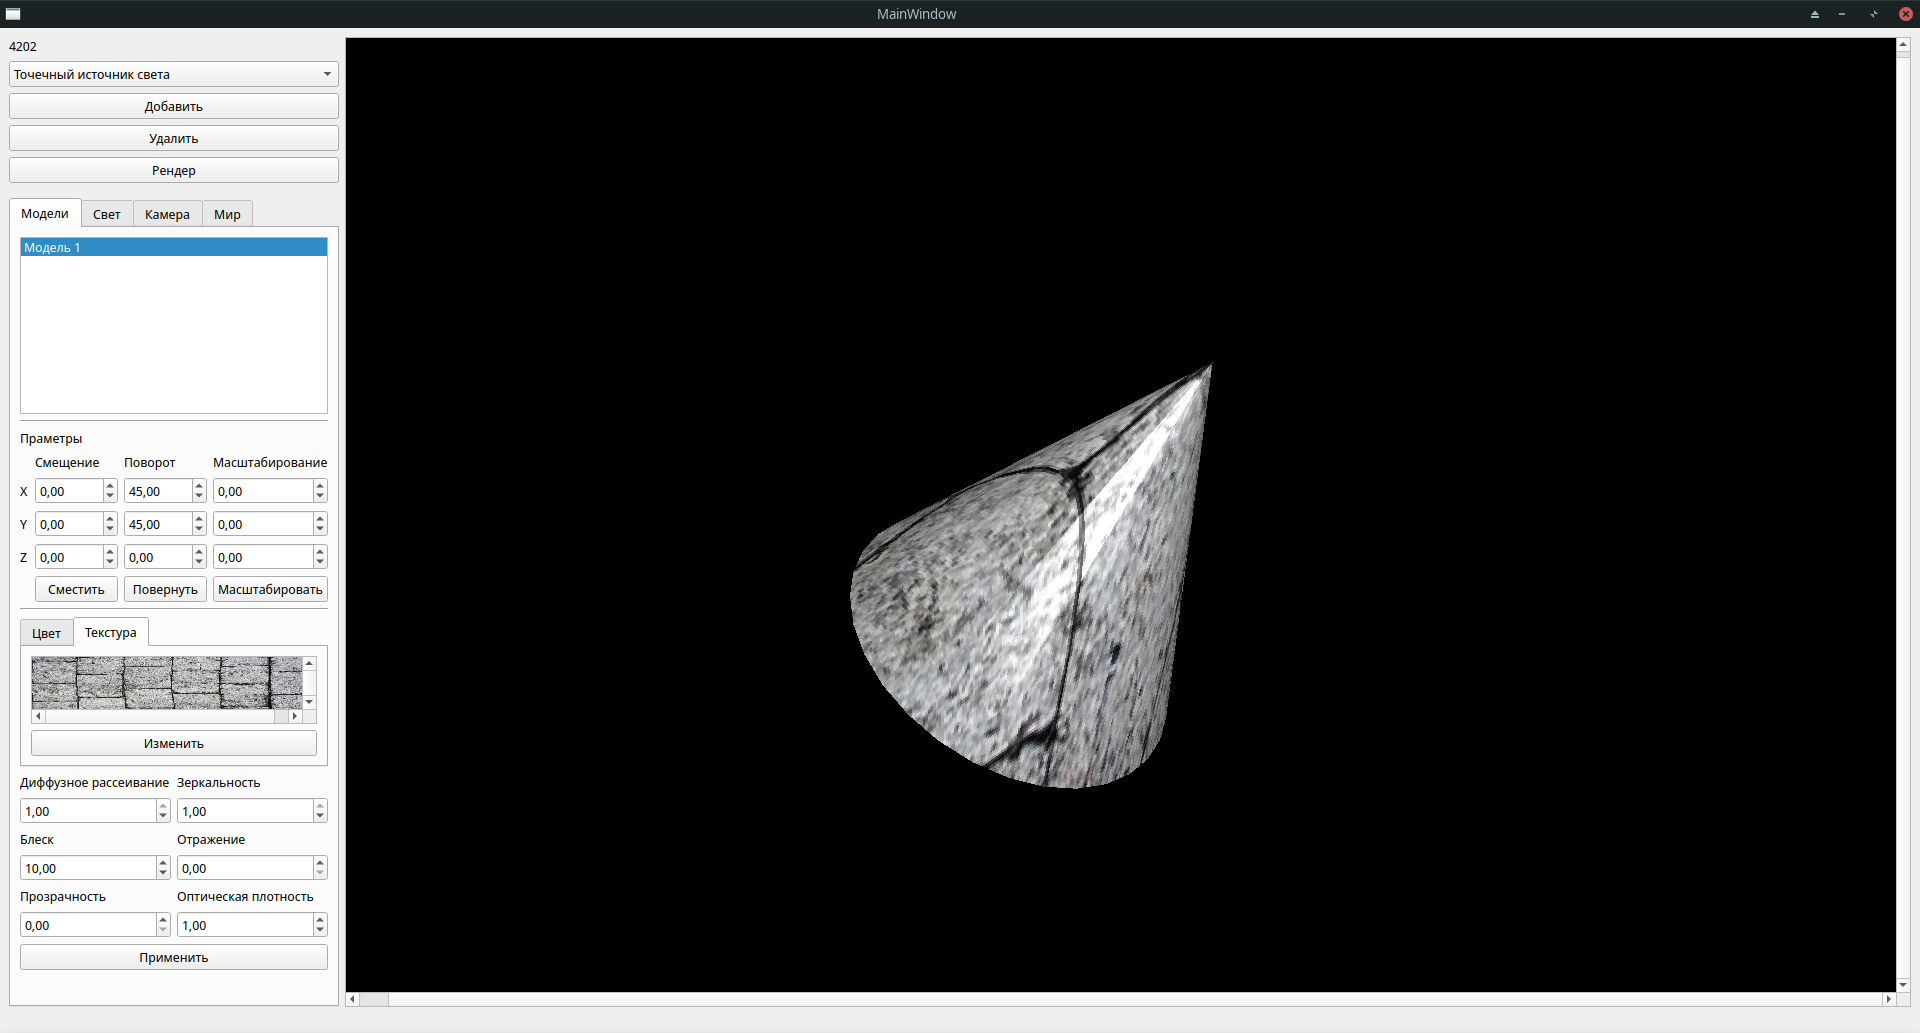 MainWindow
4202
Точечный источник света
Добавить
Удалить
Рендер
Модели Свет Камера Мир
Модель 1
Праметры
Смещение Поворот Масштабирование
X 0,00 45,00 0,00
Y 0,00 45,00 0,00
Z 0,00 0,00 0,00
Сместить Повернуть Масштабировать
Цвет Текстура
Изменить
Диффузное рассеивание Зеркальность
1,00 1,00
Блеск Отражение
10,00 0,00
Прозрачность Оптическая плотность
0,00 1,00
Применить